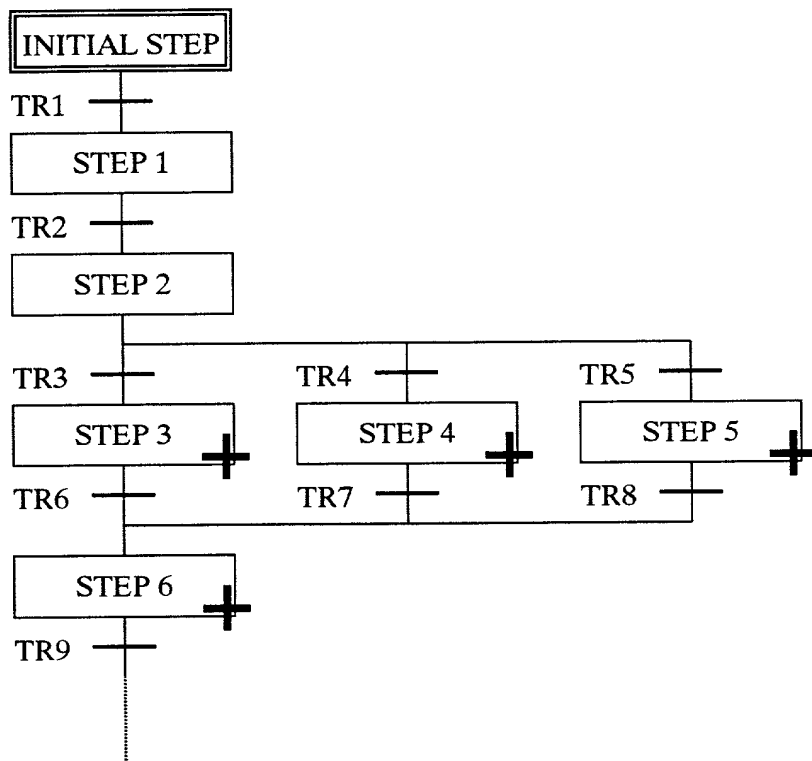 INITIAL STEP
TR1
STEP 1
TR2
STEP 2
TR3
TR4
TR5
STEP 3
STEP 4
STEP 5
TR6
TR7
TR8
STEP 6
TR9